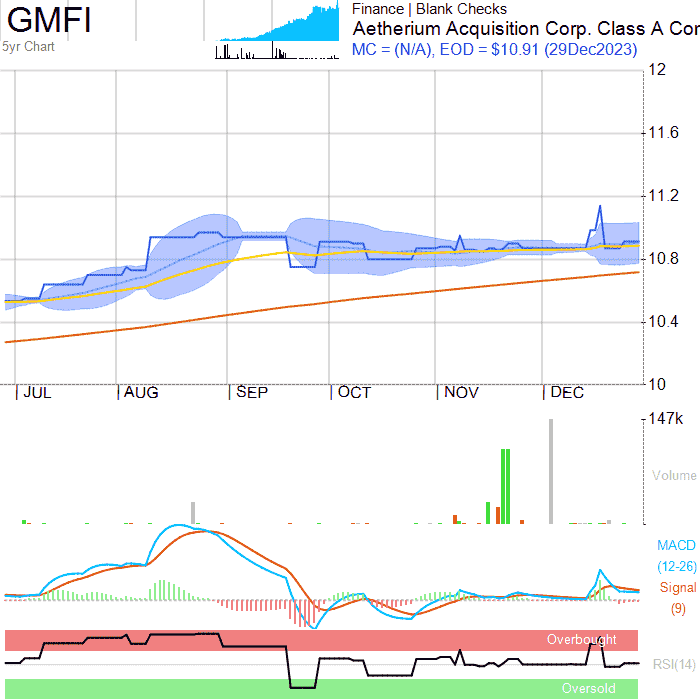 GMFI
5yr Chart
Finance | Blank Checks
Aetherium Acquisition Corp. Class A Cor
MC = (N/A), EOD = $10.91 (29Dec2023)
12
11.6
11.2
10.8
10.4
10
JUL AUG SEP OCT NOV DEC
147k
Volume
MACD
(12-26)
Signal
(9)
Overbought
RSI(14)
Oversold